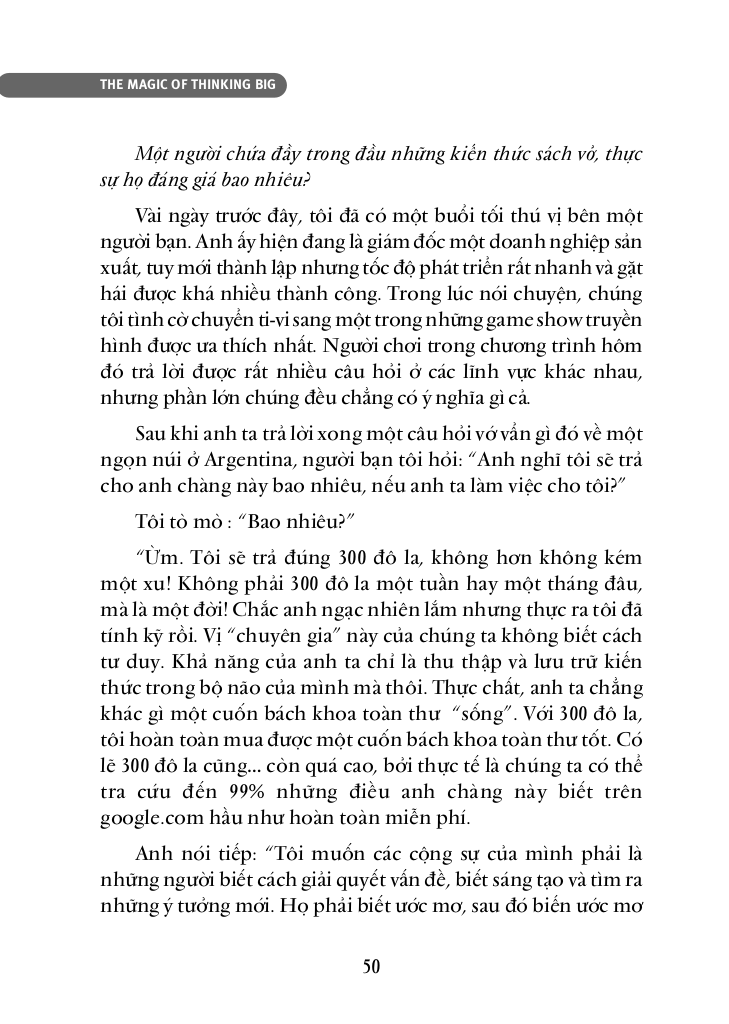 THE MAGIC OF THINKING BIG
Một người chứa đầy trong đầu những kiến thức sách vở, thực
sự họ đáng giá bao nhiêu?
Vài ngày trước đây, tôi đã có một buổi tối thú vị bên một
người bạn. Anh ấy hiện đang là giám đốc một doanh nghiệp sản
xuất, tuy mới thành lập nhưng tốc độ phát triển rất nhanh và gặt
hái được khá nhiều thành công. Trong lúc nói chuyện, chúng
tôi tình cờ chuyển ti-vi sang một trong những game show truyền
hình được ưa thích nhất. Người chơi trong chương trình hôm
đó trả lời được rất nhiều câu hỏi ở các lĩnh vực khác nhau,
nhưng phần lớn chúng đều chẳng có ý nghĩa gì cả.
Sau khi anh ta trả lời xong một câu hỏi vớ vẩn gì đó về một
ngọn núi ở Argentina, người bạn tôi hỏi: “Anh nghĩ tôi sẽ trả
cho anh chàng này bao nhiêu, nếu anh ta làm việc cho tôi?”
Tôi tò mò : “Bao nhiêu?”
“Ừm. Tôi sẽ trả đúng 300 đô la, không hơn không kém
một xu! Không phải 300 đô la một tuần hay một tháng đâu,
mà là một đời! Chắc anh ngạc nhiên lắm nhưng thực ra tôi đã
tính kỹ rồi. Vị “chuyên gia” này của chúng ta không biết cách
tư duy. Khả năng của anh ta chỉ là thu thập và lưu trữ kiến
thức trong bộ não của mình mà thôi. Thực chất, anh ta chẳng
khác gì một cuốn bách khoa toàn thư “sống”. Với 300 đô la,
tôi hoàn toàn mua được một cuốn bách khoa toàn thư tốt. Có
lẽ 300 đô la cũng... còn quá cao, bởi thực tế là chúng ta có thể
tra cứu đến 99% những điều anh chàng này biết trên
google.com hầu như hoàn toàn miễn phí.
Anh nói tiếp: “Tôi muốn các cộng sự của mình phải là
những người biết cách giải quyết vấn đề, biết sáng tạo và tìm ra
những ý tưởng mới. Họ phải biết ước mơ, sau đó biến ước mơ
50